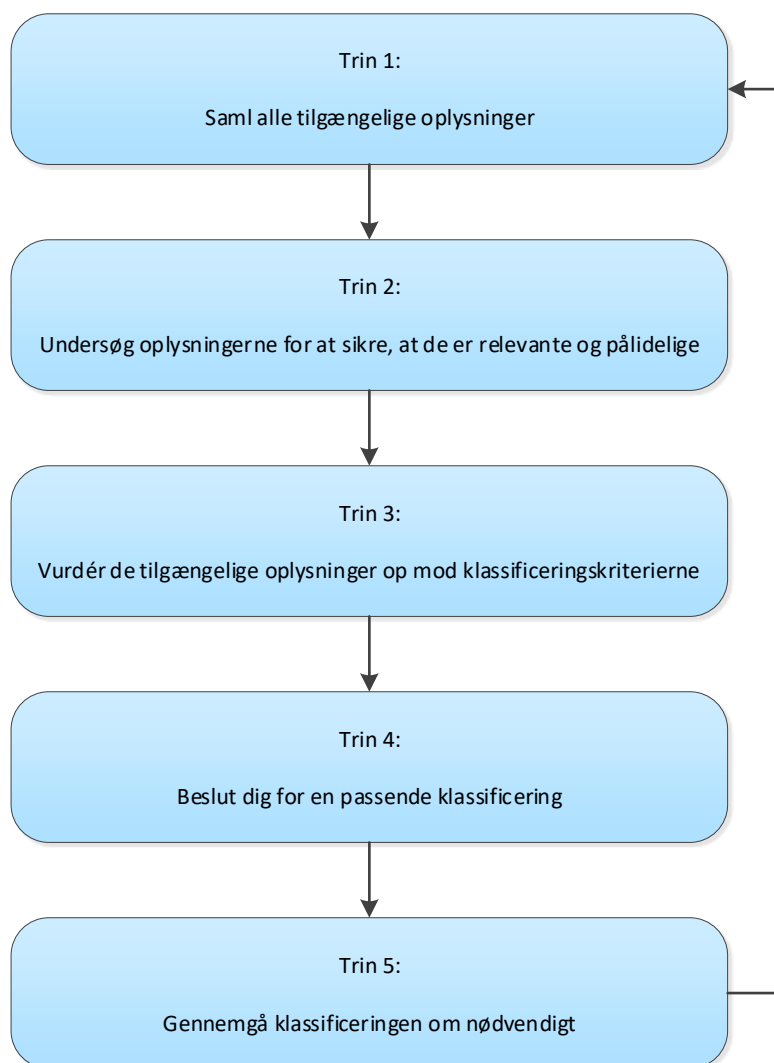 Trin 1:
Saml alle tilgængelige oplysninger
Trin 2:
Undersøg oplysningerne for at sikre, at de er relevante og pålidelige
Trin 3:
Vurdér de tilgængelige oplysninger op mod klassificeringskriterierne
Trin 4:
Beslut dig for en passende klassificering
Trin 5:
Gennemgå klassificeringen om nødvendigt